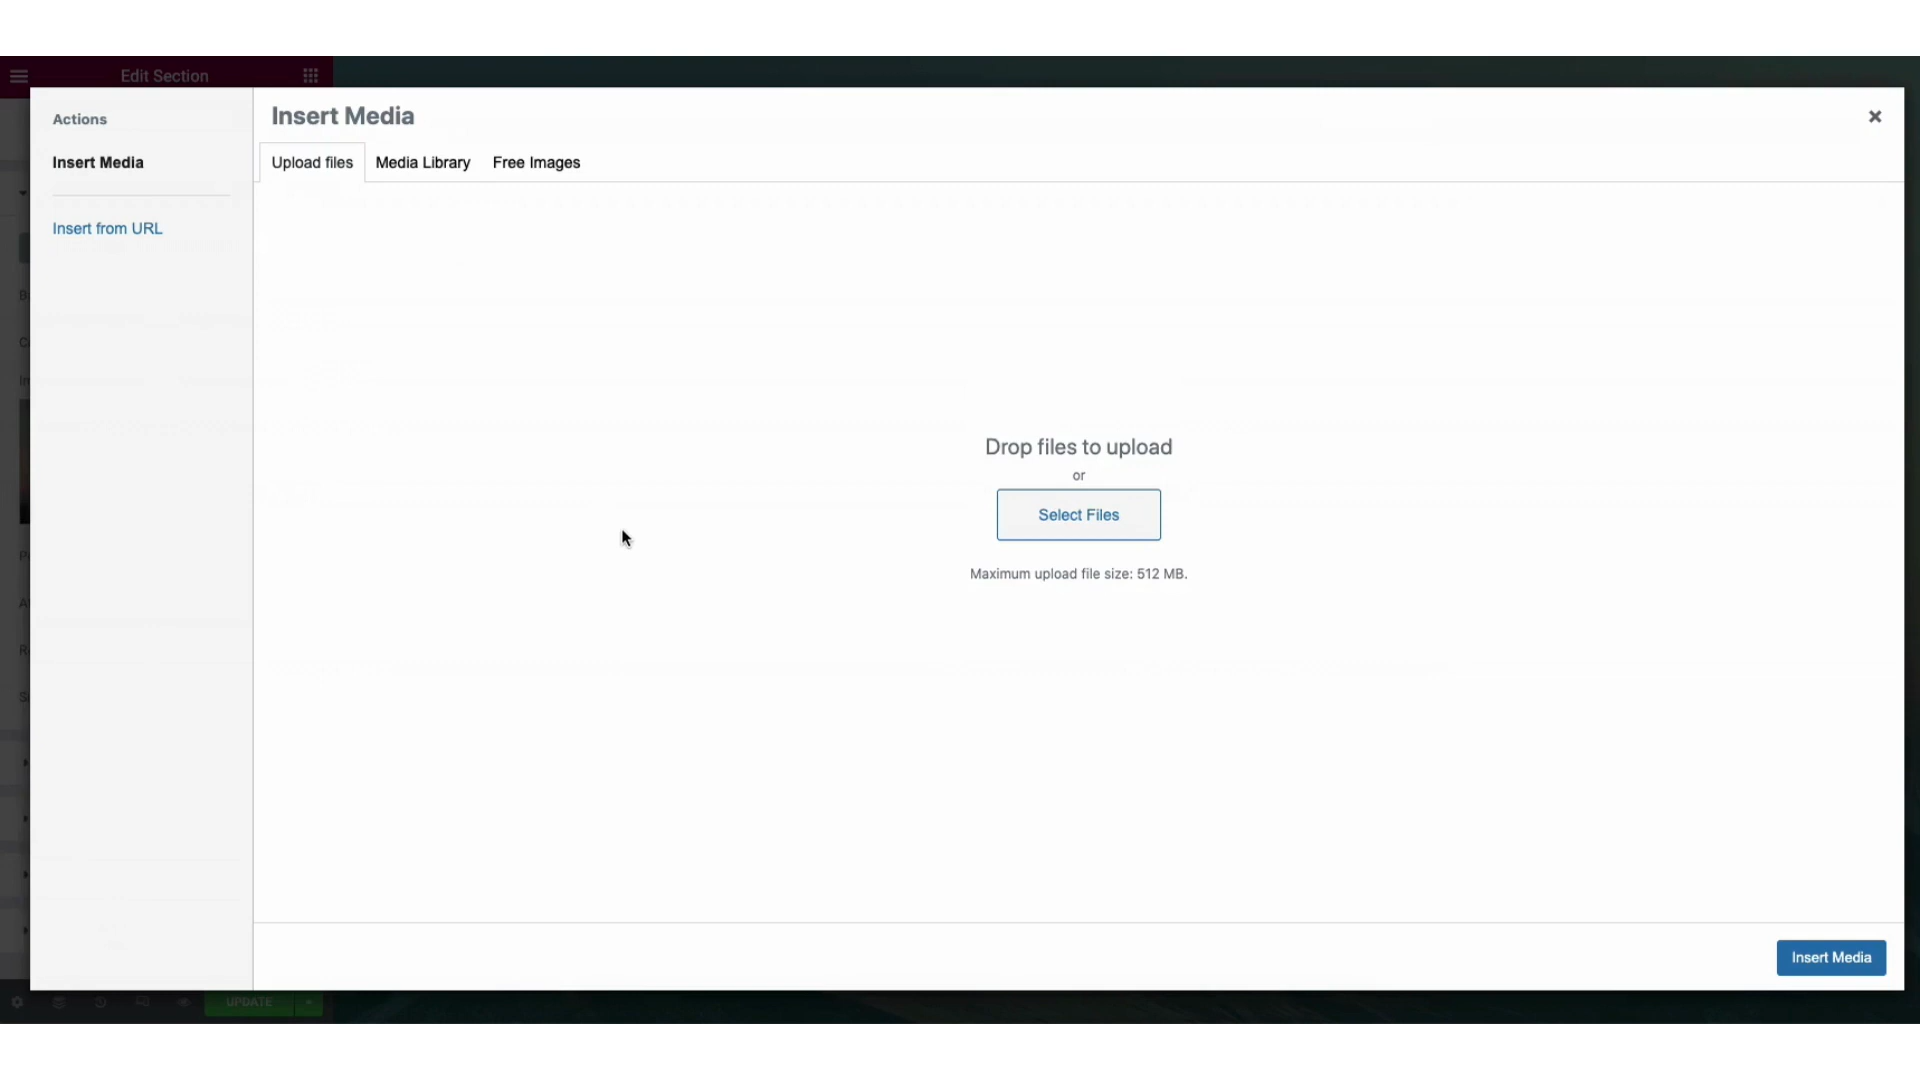 Edit Section
Actions
Insert Media
Insert from URL
Insert Media
Upload files Media Library Free Images
Drop files to upload
or
Select Files
Maximum upload file size: 512 MB.
Insert Media
UPDATE